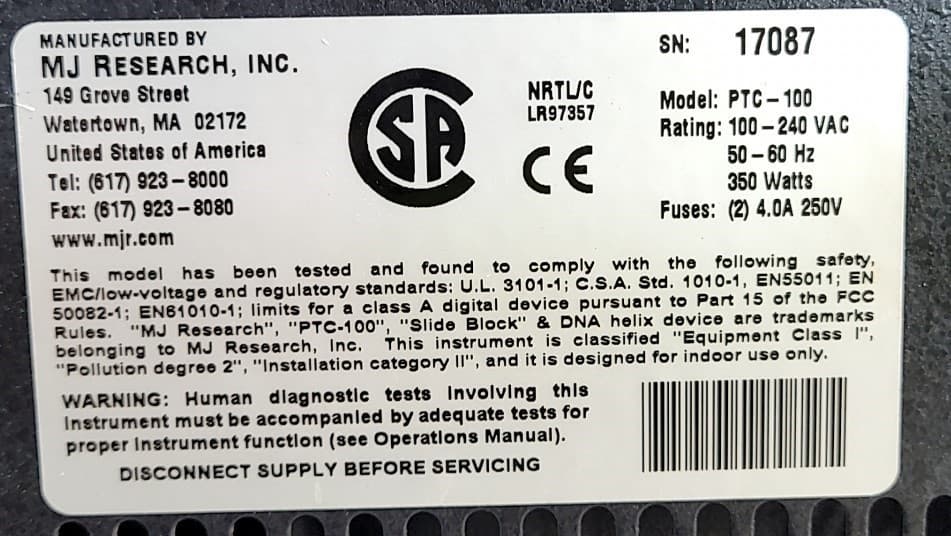 MANUFACTURED BY
MJ RESEARCH, INC.
149 Grove Street
Watertown, MA 02172
United States of America
Tel: (617) 923-8000
Fax: (617) 923-8080
www.mjr.com
CSA
NRTL/C
LR97357
CE
SN: 17087
Model: PTC-100
Rating: 100-240 VAC
50-60 Hz
350 Watts
Fuses: (2) 4.0A 250V
This model has been tested and found to comply with the following safety,
EMC/low-voltage and regulatory standards: U.L. 3101-1; C.S.A. Std. 1010-1, EN55011; EN
50082-1; EN61010-1; limits for a class A digital device pursuant to Part 15 of the FCC
Rules. "MJ Research", "PTC-100", "Slide Block" & DNA helix device are trademarks
belonging to MJ Research, Inc. This instrument is classified "Equipment Class I",
"Pollution degree 2", "Installation category II", and it is designed for indoor use only.
WARNING: Human diagnostic tests involving this
instrument must be accompanied by adequate tests for
proper instrument function (see Operations Manual).
DISCONNECT SUPPLY BEFORE SERVICING